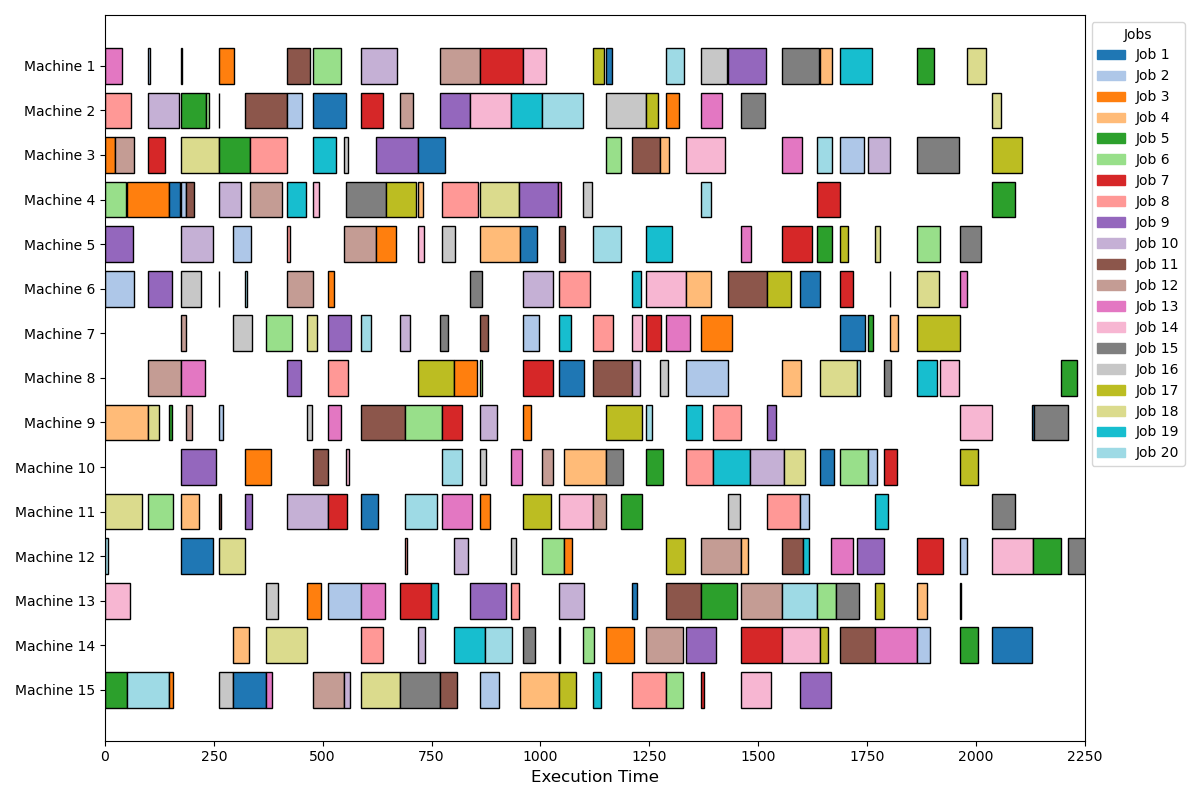 Machine 1
Machine 2
Machine 3
Machine 4
Machine 5
Machine 6
Machine 7
Machine 8
Machine 9
Machine 10
Machine 11
Machine 12
Machine 13
Machine 14
Machine 15
0 250 500 750 1000 1250 1500 1750 2000 2250
Execution Time
Jobs
Job 1
Job 2
Job 3
Job 4
Job 5
Job 6
Job 7
Job 8
Job 9
Job 10
Job 11
Job 12
Job 13
Job 14
Job 15
Job 16
Job 17
Job 18
Job 19
Job 20